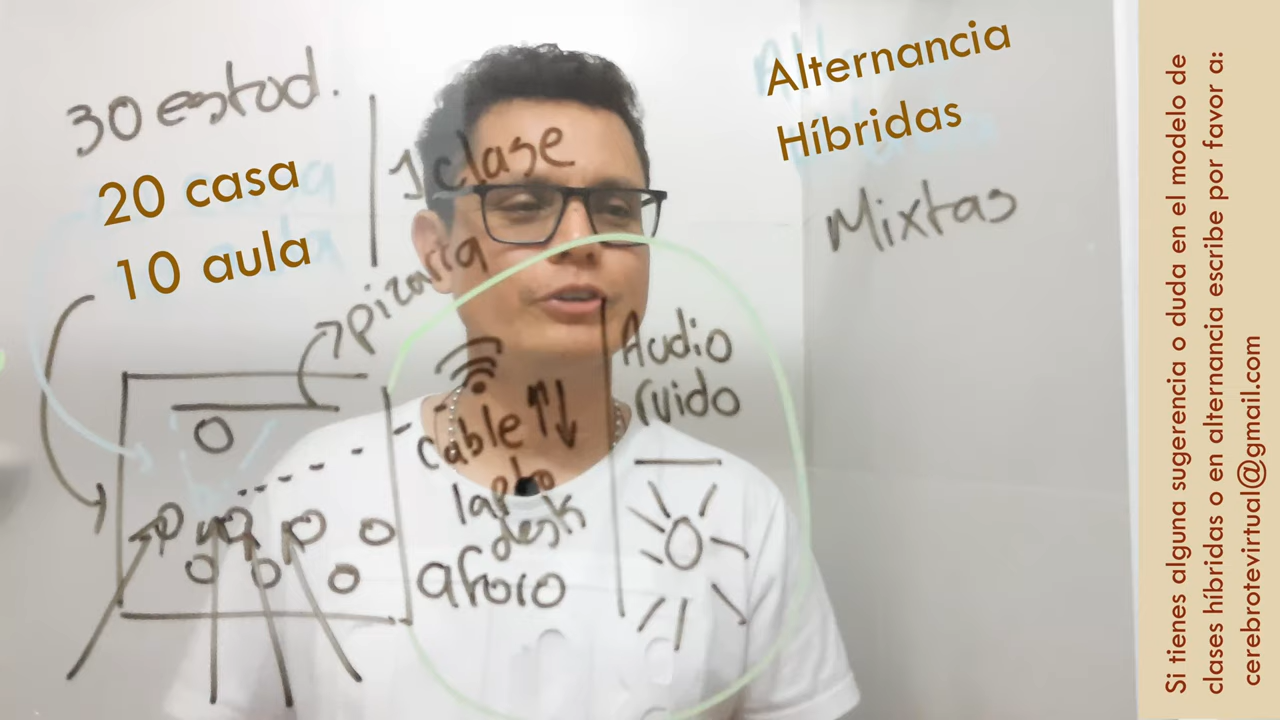 30 estud.
20 casa
10 aula
1 clase
pizarra
Alternancia
Híbridas
Mixtas
Audio
ruido
cable
lapto
desk
aforo
Si tienes alguna sugerencia o duda en el modelo de
clases híbridas o en alternancia escribe por favor a:
cerebrotevirtual@gmail.com